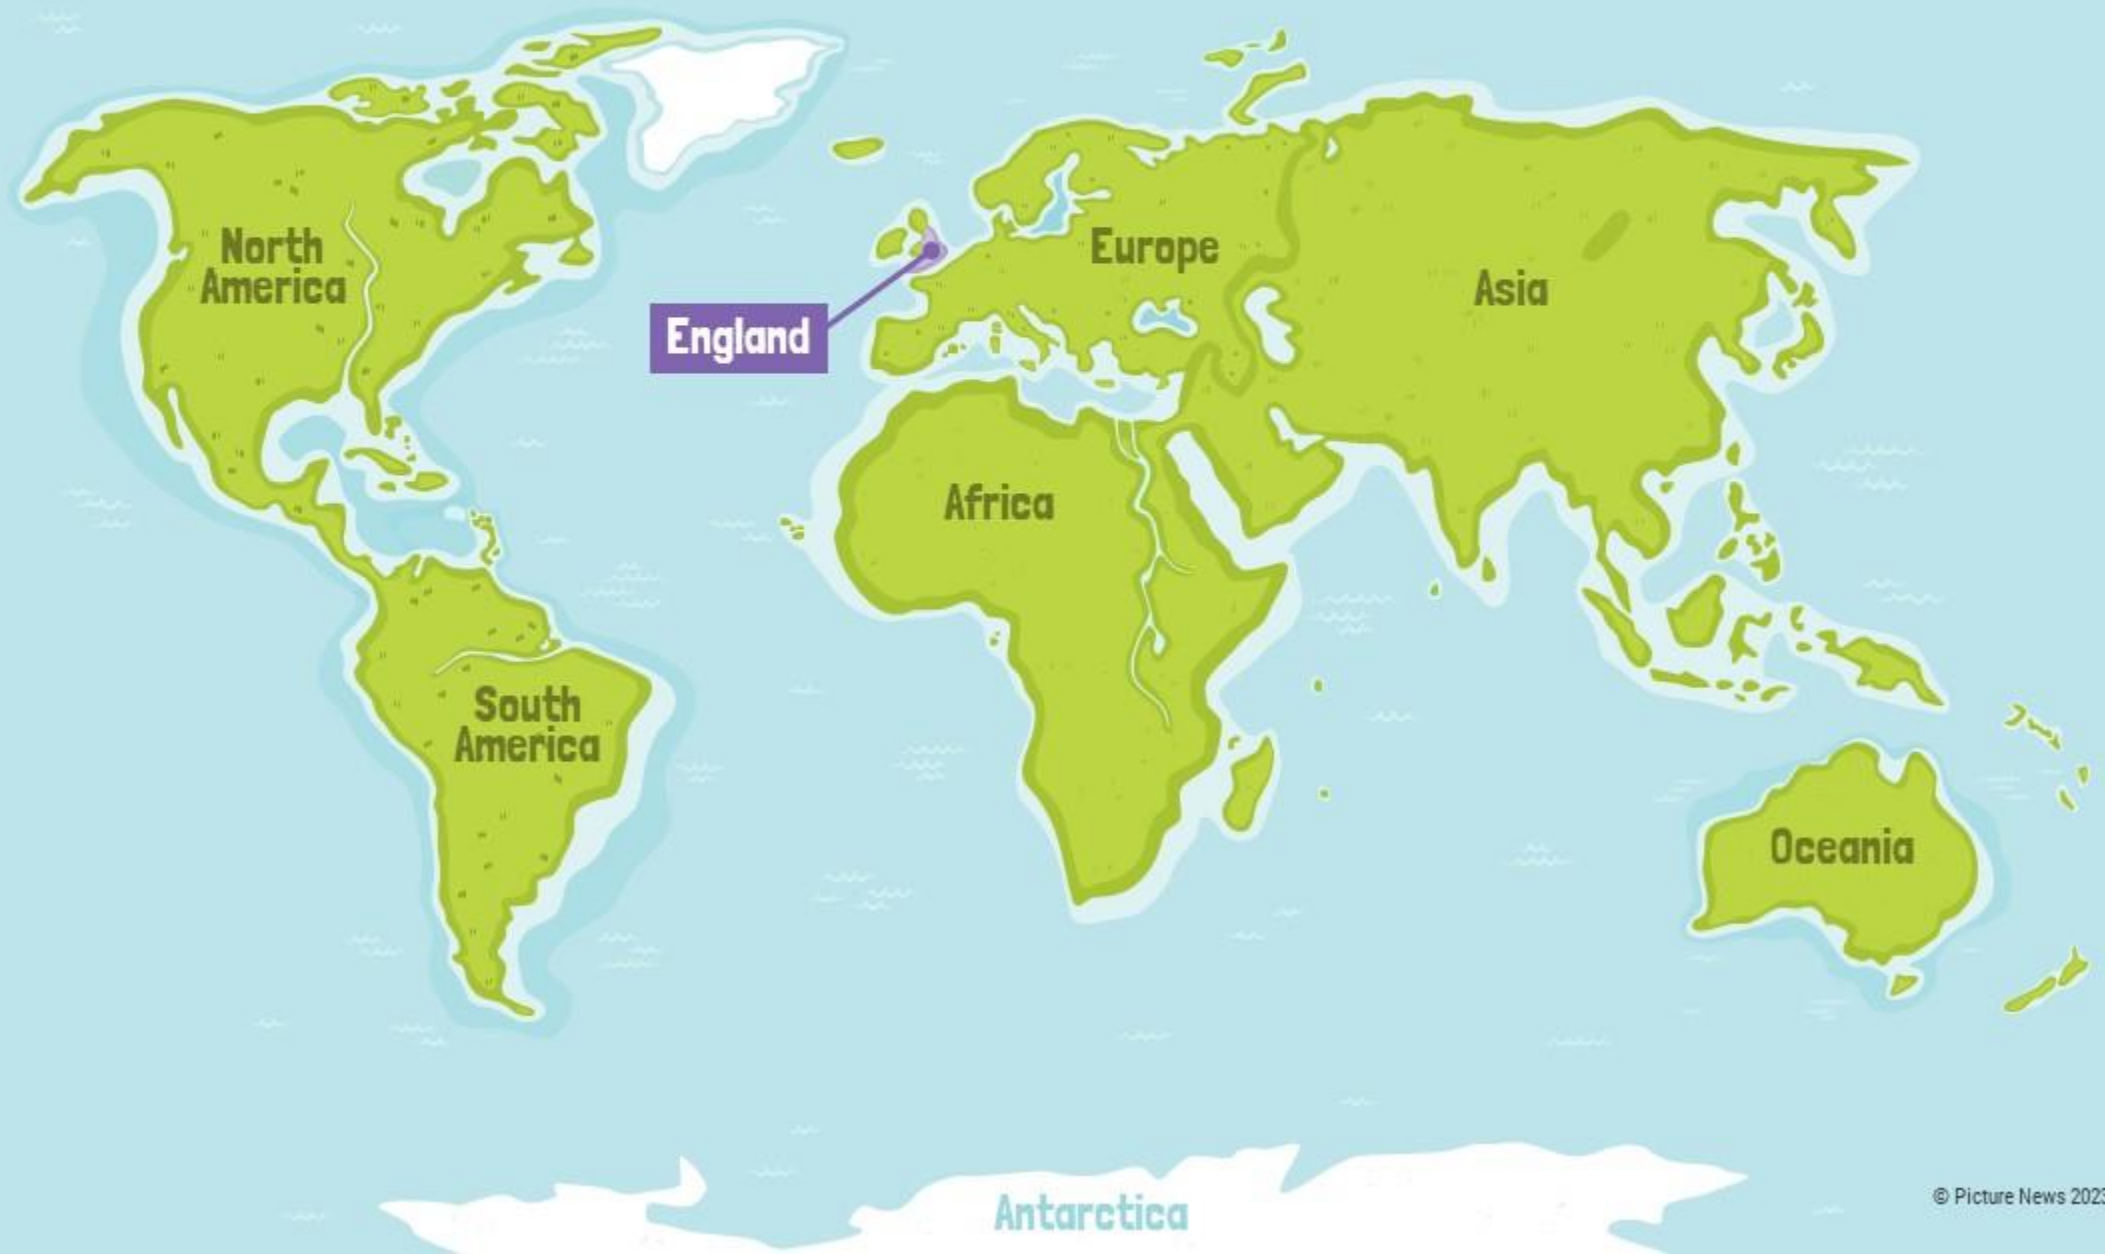 North
America
Europe
Asia
England
Africa
South
America
Oceania
Antarctica
© Picture News 2023